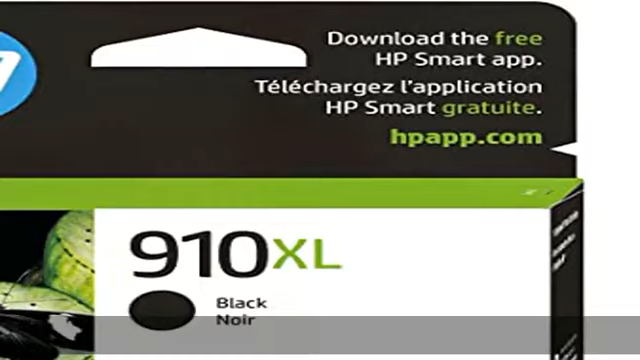 Download the free
HP Smart app.
Téléchargez l'application
HP Smart gratuite.
hpapp.com
910XL
Black
Noir